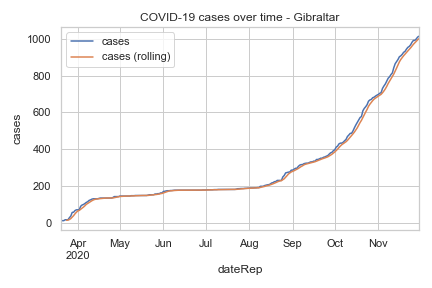 COVID-19 cases over time - Gibraltar
cases
cases (rolling)
1000
800
600
400
200
0
cases
Apr
2020
May
Jun
Jul
Aug
Sep
Oct
Nov
dateRep